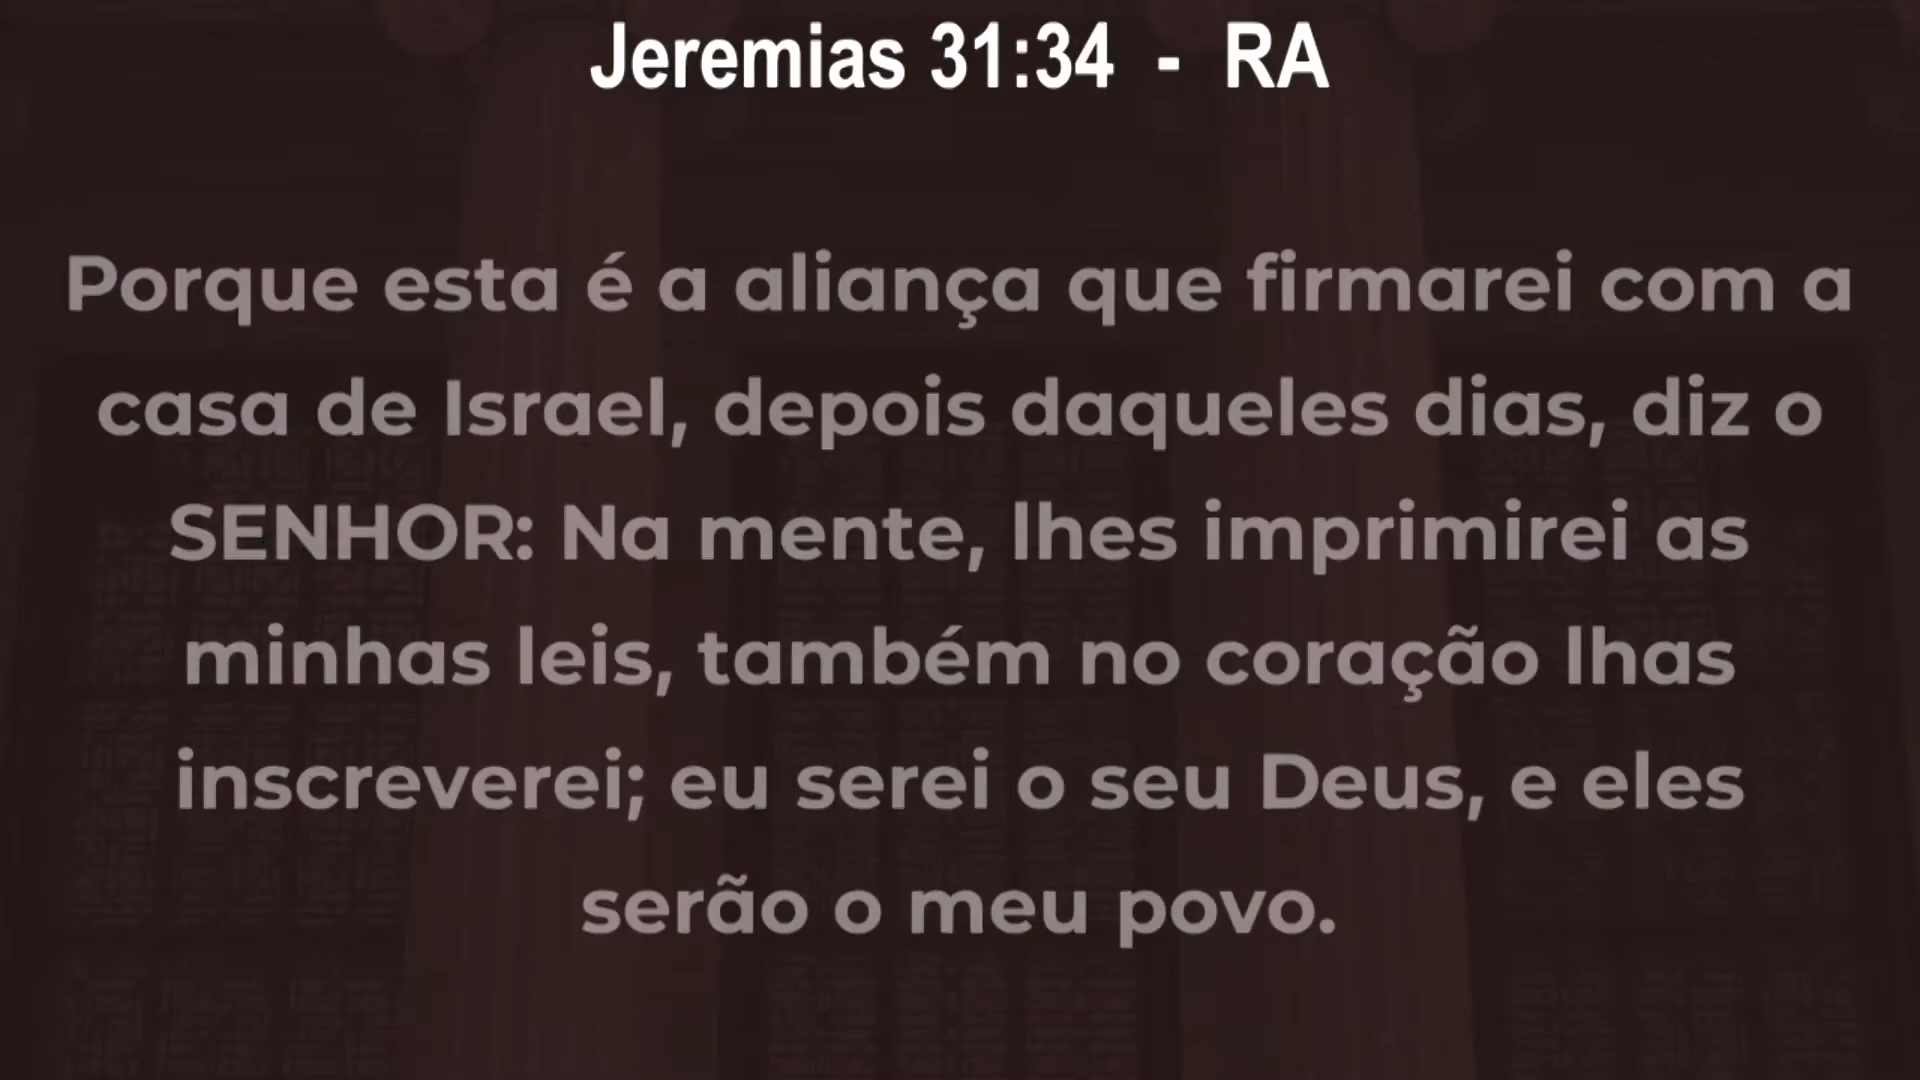 Jeremias 31:34 - RA
Porque esta é a aliança que firmarei com a
casa de Israel, depois daqueles dias, diz o
SENHOR: Na mente, lhes imprimirei as
minhas leis, também no coração lhas
inscreverei; eu serei o seu Deus, e eles
serão o meu povo.